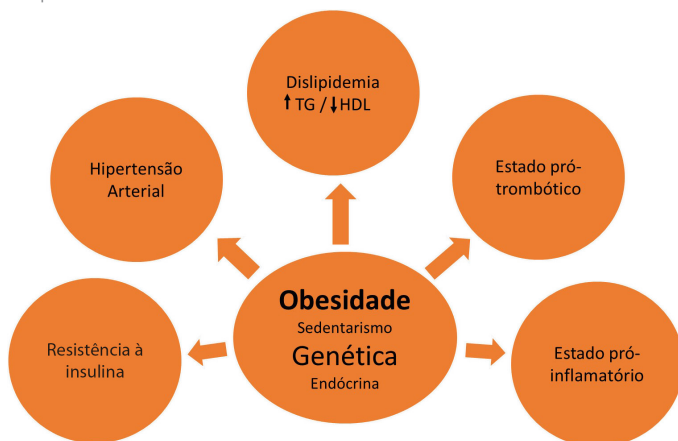 Dislipidemia
↑ TG / ↓ HDL
Hipertensão
Arterial
Estado pró-
trombótico
Obesidade
Sedentarismo
Genética
Endócrina
Resistência à
insulina
Estado pró-
inflamatório